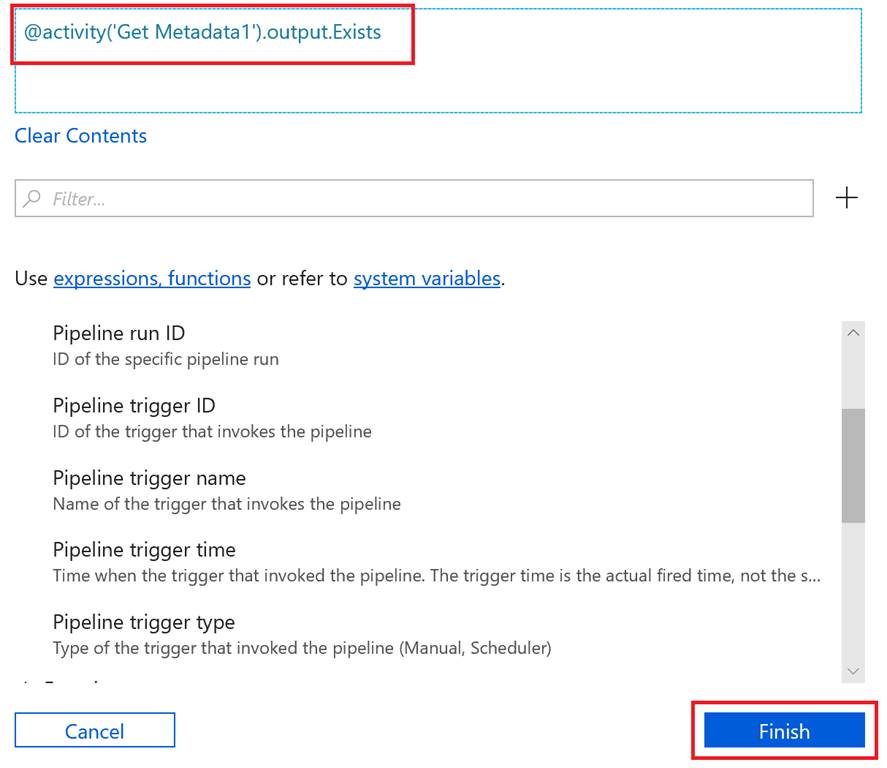 @activity('Get Metadata1').output.Exists
Clear Contents
Filter...
Use expressions, functions or refer to system variables.
Pipeline run ID
ID of the specific pipeline run
Pipeline trigger ID
ID of the trigger that invokes the pipeline
Pipeline trigger name
Name of the trigger that invokes the pipeline
Pipeline trigger time
Time when the trigger that invoked the pipeline. The trigger time is the actual fired time, not the s...
Pipeline trigger type
Type of the trigger that invoked the pipeline (Manual, Scheduler)
Cancel
Finish